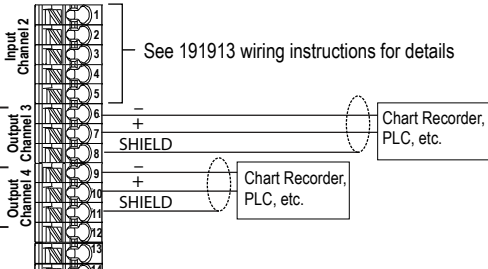 Input
Channel 2
1
2
3
4
5
See 191913 wiring instructions for details
Output
Channel 3
6
7
8
–
+
SHIELD
Chart Recorder,
PLC, etc.
Output
Channel 4
9
10
11
–
+
SHIELD
Chart Recorder,
PLC, etc.
12
13
14